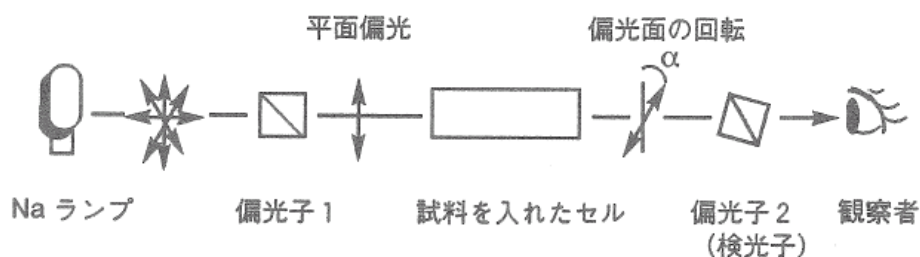 平面偏光
偏光面の回転
α
Na ランプ
偏光子 1
試料を入れたセル
偏光子 2
(検光子)
観察者